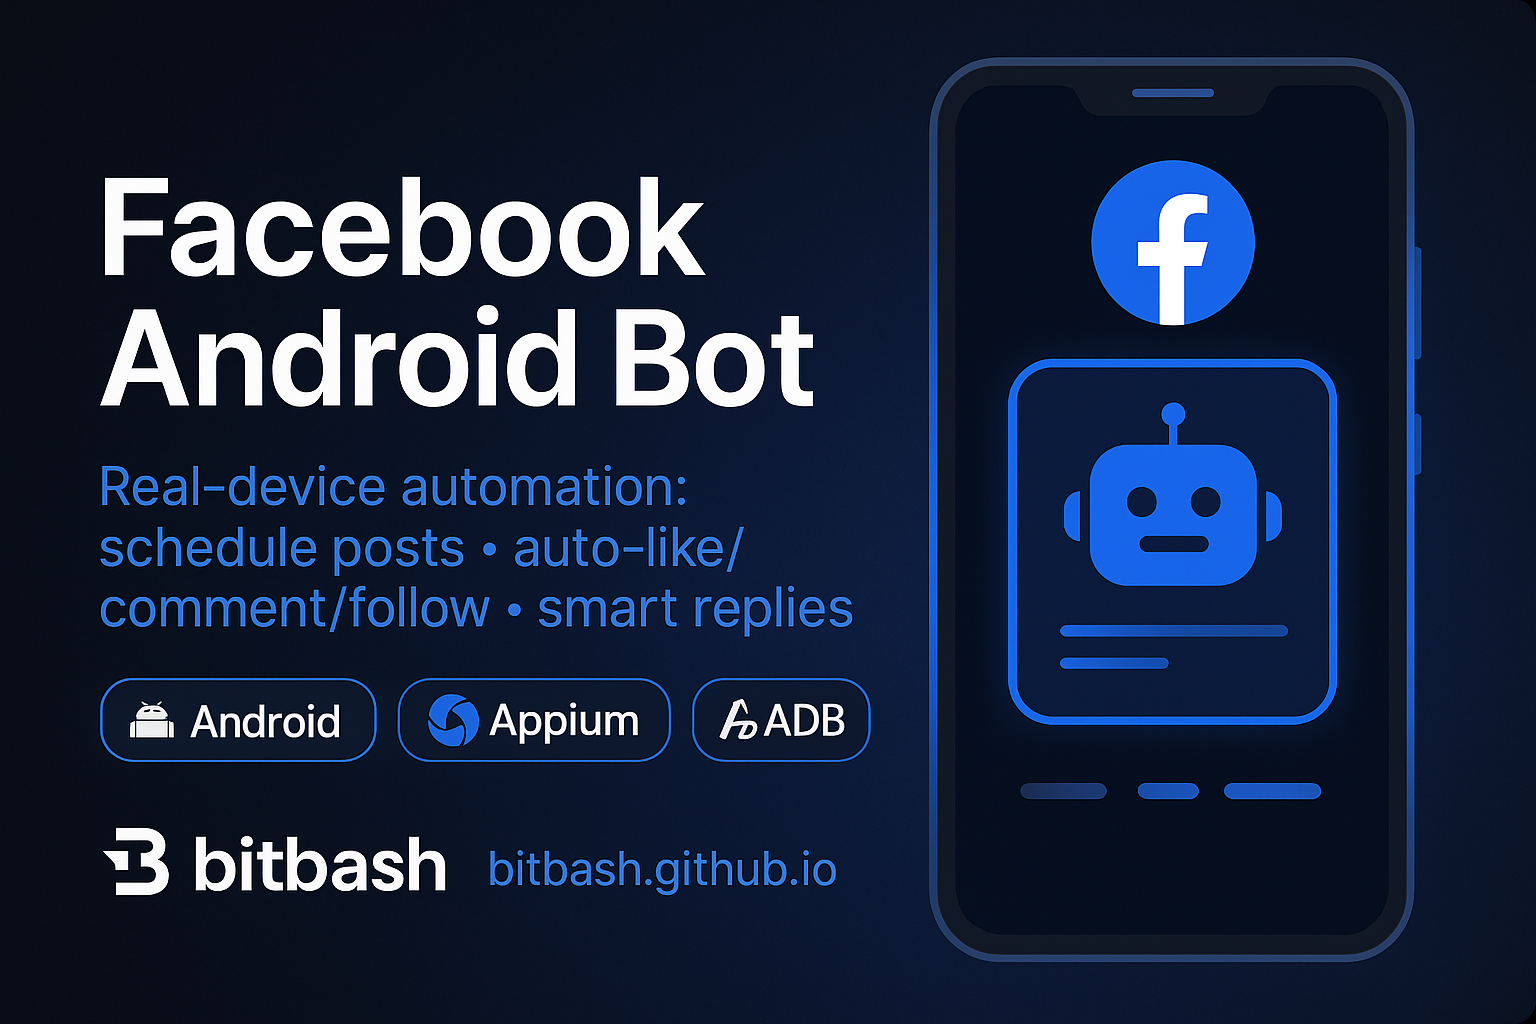 Facebook
Android Bot
Real-device automation:
schedule posts • auto-like/
comment/follow • smart replies
Android
Appium
ADB
bitbash
bitbash.github.io